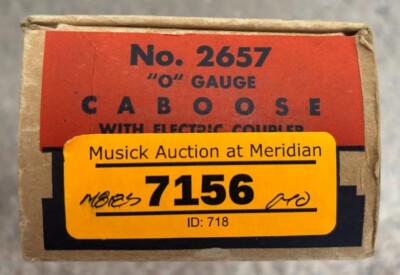 No. 2657
"O" GAUGE
CABOOSE
WITH ELECTRIC COUPLER
Musick Auction at Meridian
7156
ID: 718